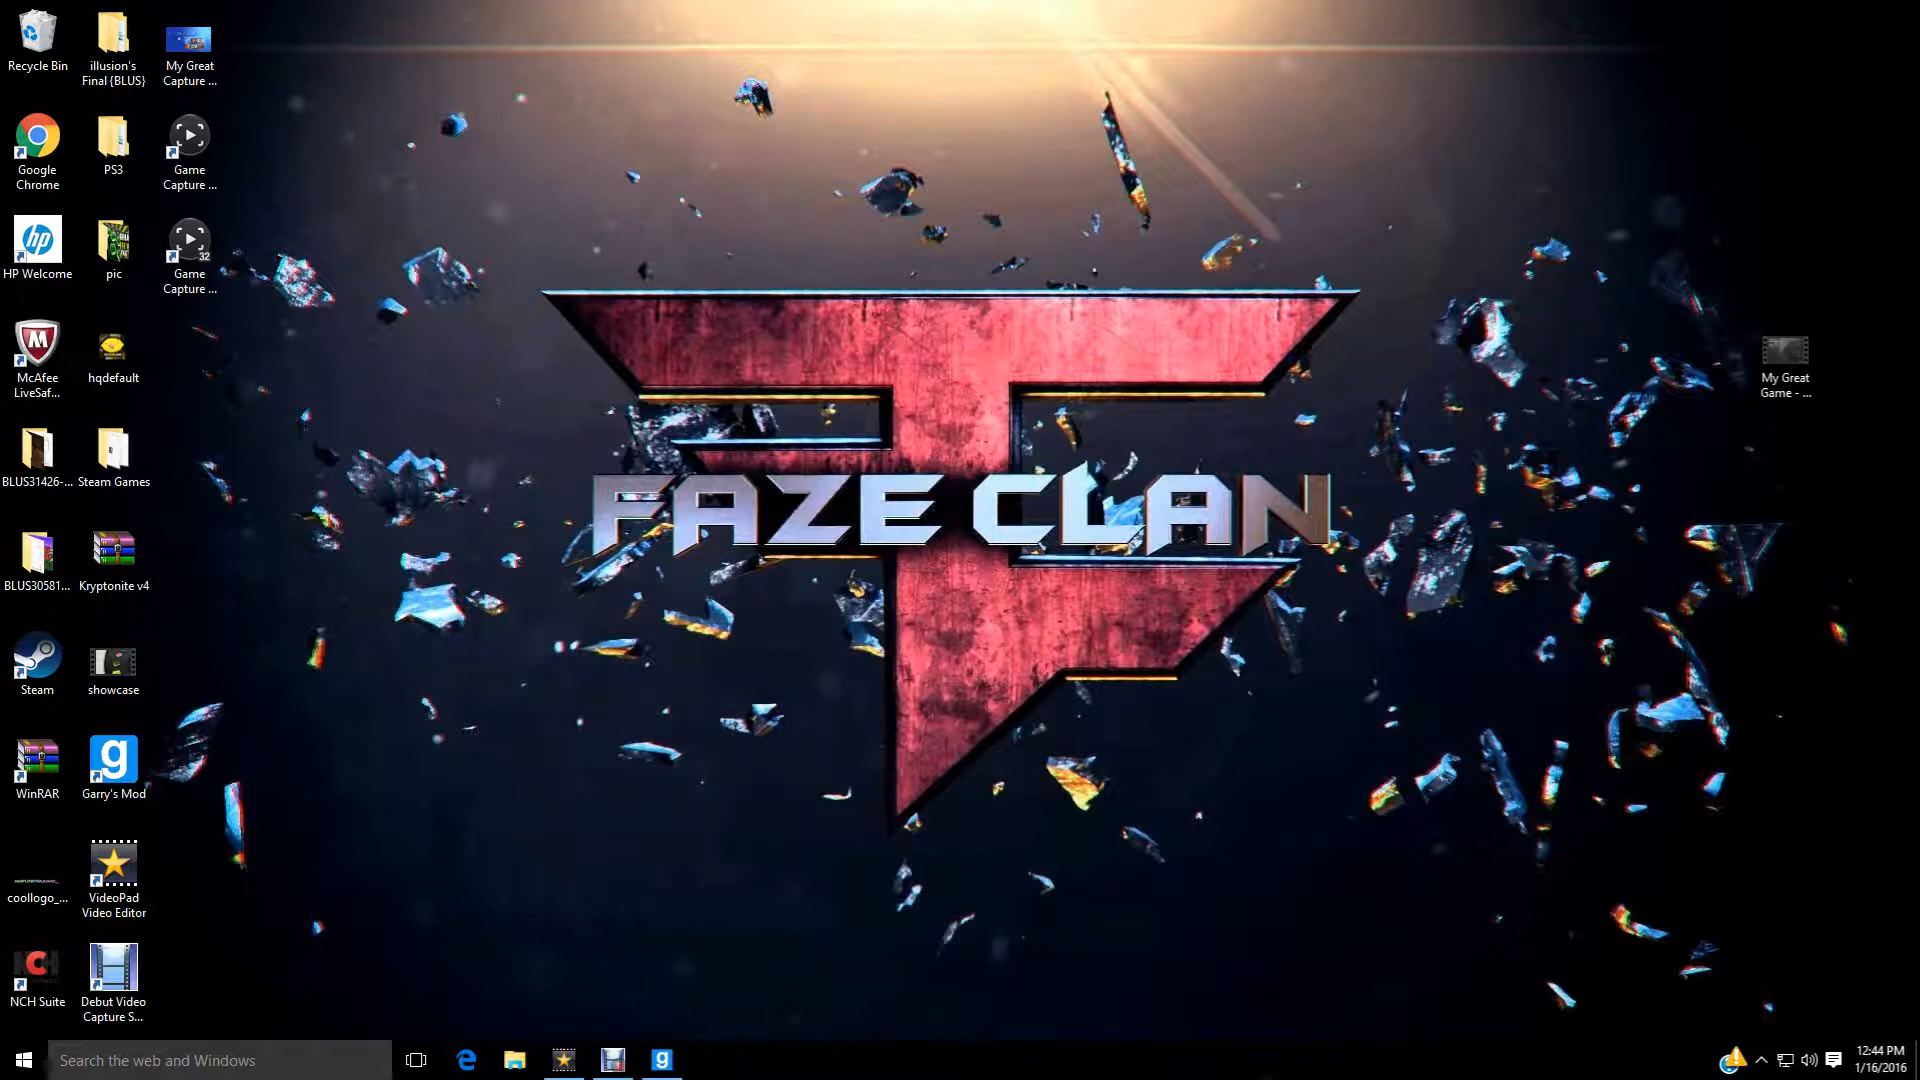 Recycle Bin
illusion's
Final {BLUS}
My Great
Capture ...
Google
Chrome
PS3
Game
Capture ...
hp
HP Welcome
pic
32
Game
Capture ...
M
McAfee
LiveSaf...
hqdefault
My Great
Game - ...
BLUS31426-...
Steam Games
FAZE CLAN
BLUS30581...
Kryptonite v4
Steam
showcase
WinRAR
g
Garry's Mod
coollogo_...
VideoPad
Video Editor
NCH
NCH Suite
Debut Video
Capture S...
Search the web and Windows
g
12:44 PM
1/16/2016